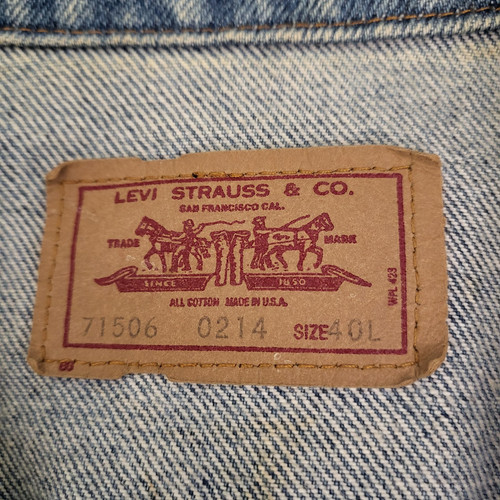 LEVI STRAUSS & CO.
SAN FRANCISCO CAL.
TRADE MARK
SINCE 1850
ALL COTTON MADE IN U.S.A.
WPL 423
71506 0214 SIZE 40L